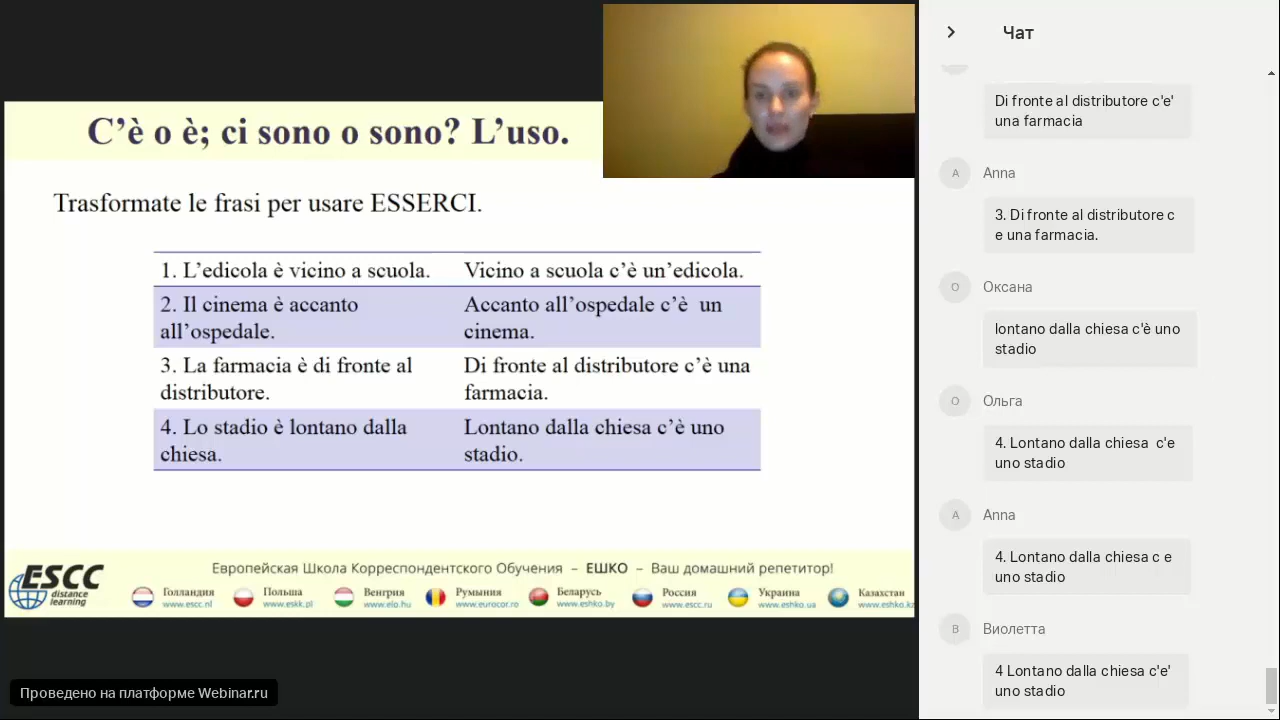 C’è o è; ci sono o sono? L’uso.
Trasformate le frasi per usare ESSERCI.
1. L’edicola è vicino a scuola.
Vicino a scuola c’è un’edicola.
2. Il cinema è accanto
all’ospedale.
Accanto all’ospedale c’è un
cinema.
3. La farmacia è di fronte al
distributore.
Di fronte al distributore c’è una
farmacia.
4. Lo stadio è lontano dalla
chiesa.
Lontano dalla chiesa c’è uno
stadio.
ESCC
distance
learning
Европейская Школа Корреспондентского Обучения – ЕШКО – Ваш домашний репетитор!
Голландия
www.escc.nl
Польша
www.eskk.pl
Венгрия
www.elo.hu
Румыния
www.eurocor.ro
Беларусь
www.eshko.by
Россия
www.escc.ru
Украина
www.eshko.ua
Казахстан
www.eshko.kz
Проведено на платформе Webinar.ru
Чат
Di fronte al distributore c'e'
una farmacia
A
Anna
3. Di fronte al distributore c
e una farmacia.
О
Оксана
lontano dalla chiesa c'è uno
stadio
О
Ольга
4. Lontano dalla chiesa c'e
uno stadio
A
Anna
4. Lontano dalla chiesa c e
uno stadio
В
Виолетта
4 Lontano dalla chiesa c'e'
uno stadio